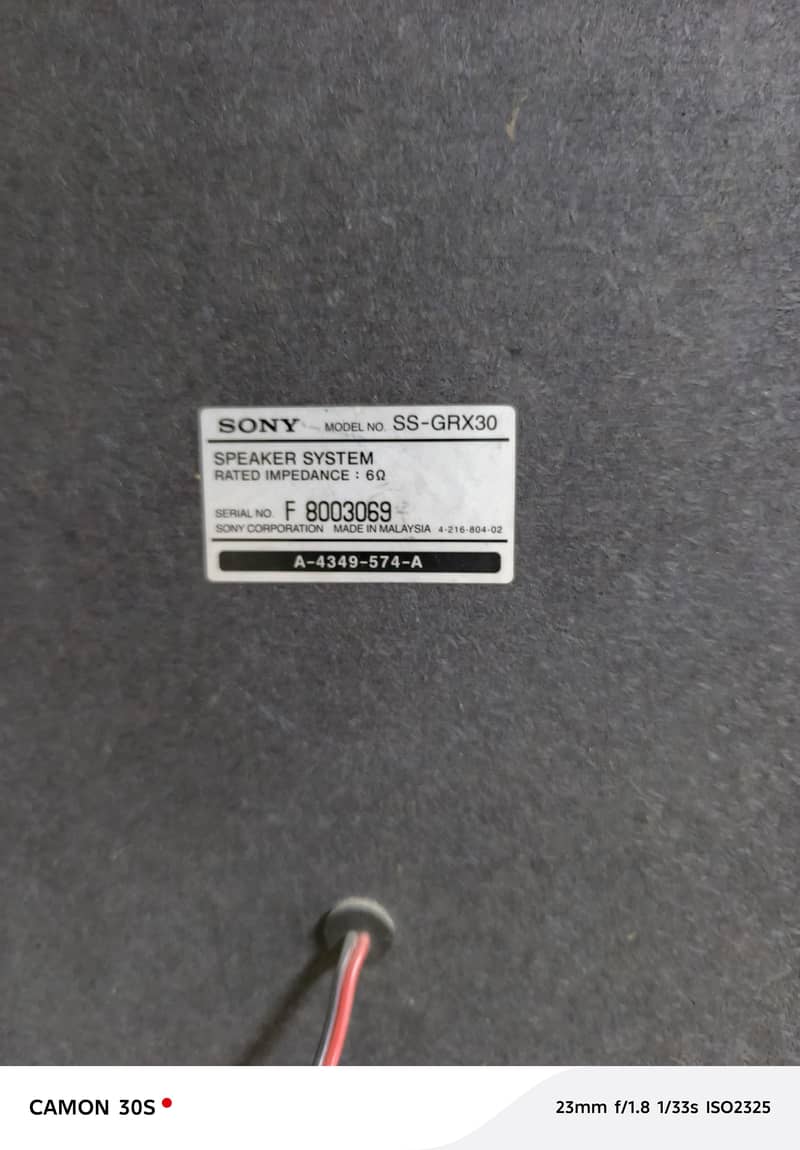 SONY MODEL NO. SS-GRX30
SPEAKER SYSTEM
RATED IMPEDANCE : 6Ω
SERIAL NO. F 8003069
SONY CORPORATION MADE IN MALAYSIA 4-216-804-02
A-4349-574-A
CAMON 30S 23mm f/1.8 1/33s ISO2325